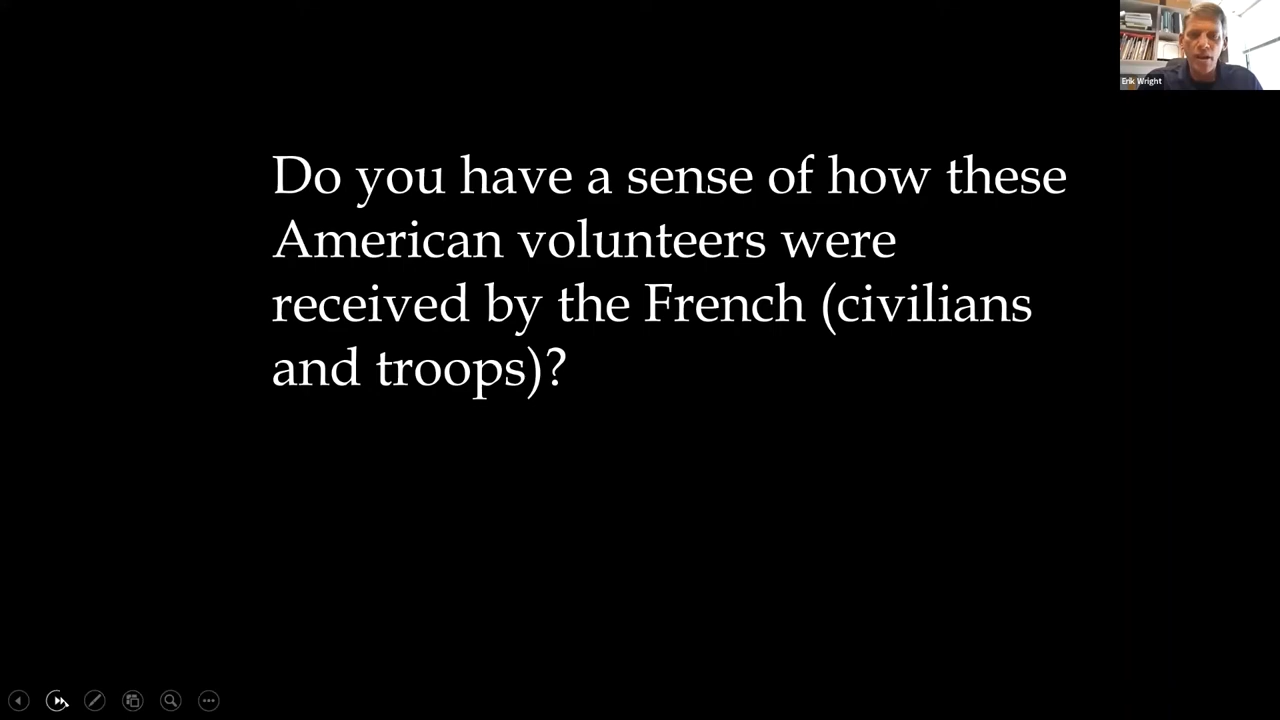 Erik Wright
Do you have a sense of how these
American volunteers were
received by the French (civilians
and troops)?